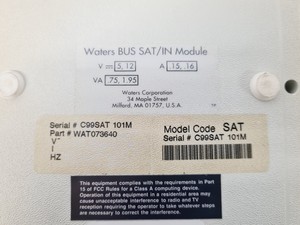 Waters BUS SAT/IN Module
V ⎓ 5, 12 A .15, .16
VA .75, 1.95
Waters Corporation
34 Maple Street
Milford, MA 01757, U.S.A.
Serial # C99SAT 101M
Part # WAT073640
V~
I
HZ
Model Code SAT
Serial # C99SAT 101M
This equipment complies with the requirements in Part
15 of FCC Rules for a Class A computing device.
Operation of this equipment in a residential area may
cause unacceptable interference to radio and TV
reception requiring the operator to take whatever steps
are necessary to correct the interference.